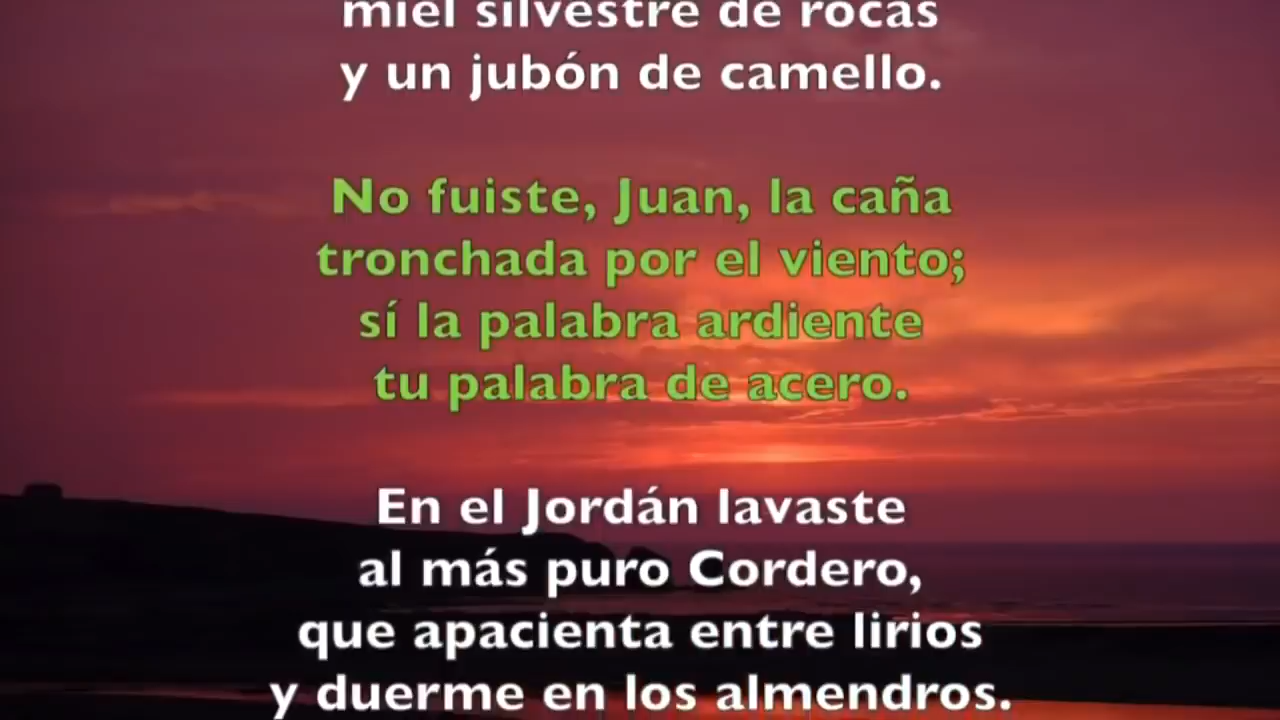 miel silvestre de rocas
y un jubón de camello.
No fuiste, Juan, la caña
tronchada por el viento;
sí la palabra ardiente
tu palabra de acero.
En el Jordán lavaste
al más puro Cordero,
que apacienta entre lirios
y duerme en los almendros.